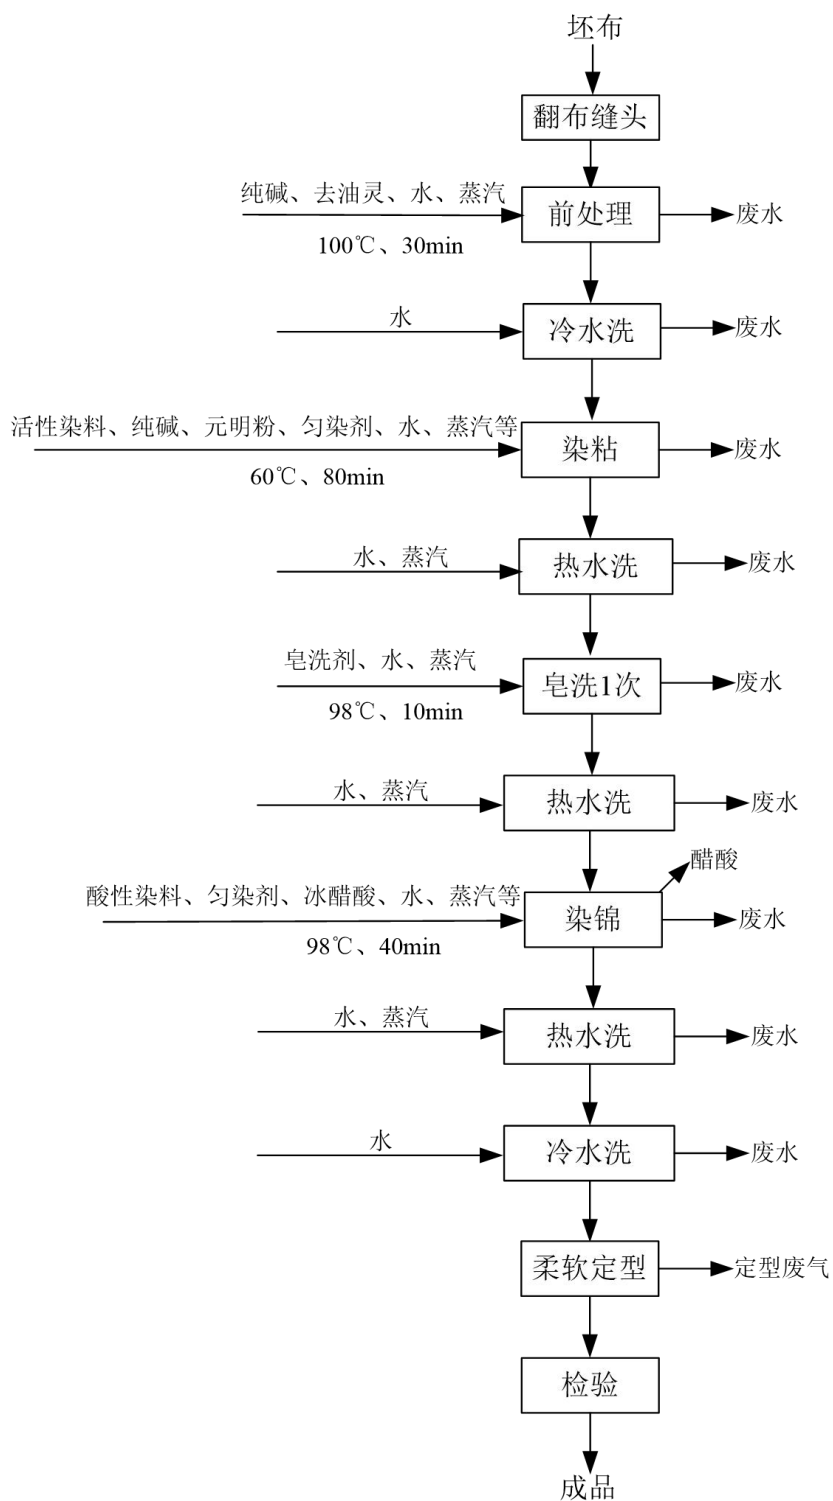 坯布
翻布缝头
纯碱、去油灵、水、蒸汽
前处理
废水
100℃、30min
水
冷水洗
废水
活性染料、纯碱、元明粉、匀染剂、水、蒸汽等
染粘
废水
60℃、80min
水、蒸汽
热水洗
废水
皂洗剂、水、蒸汽
皂洗1次
废水
98℃、10min
水、蒸汽
热水洗
废水
醋酸
酸性染料、匀染剂、冰醋酸、水、蒸汽等
染锦
废水
98℃、40min
水、蒸汽
热水洗
废水
水
冷水洗
废水
柔软定型
定型废气
检验
成品